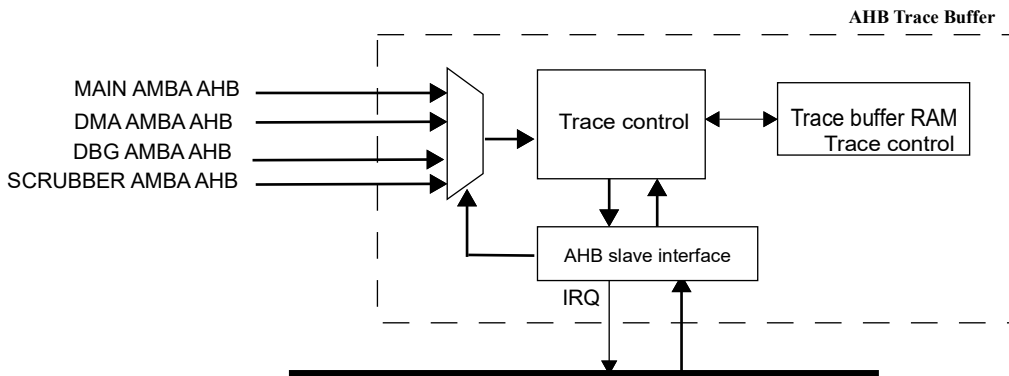 AHB Trace Buffer
MAIN AMBA AHB
DMA AMBA AHB
DBG AMBA AHB
SCRUBBER AMBA AHB
Trace control
Trace buffer RAM
Trace control
AHB slave interface
IRQ